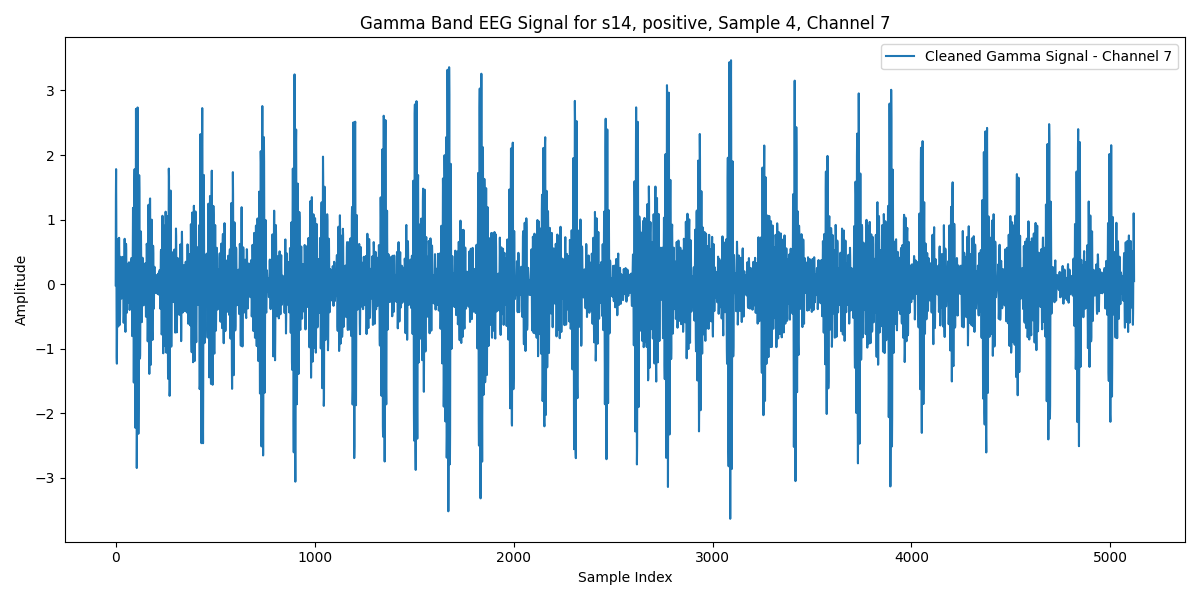 Gamma Band EEG Signal for s14, positive, Sample 4, Channel 7
Cleaned Gamma Signal - Channel 7
Amplitude
3
2
1
0
−1
−2
−3
0 1000 2000 3000 4000 5000
Sample Index